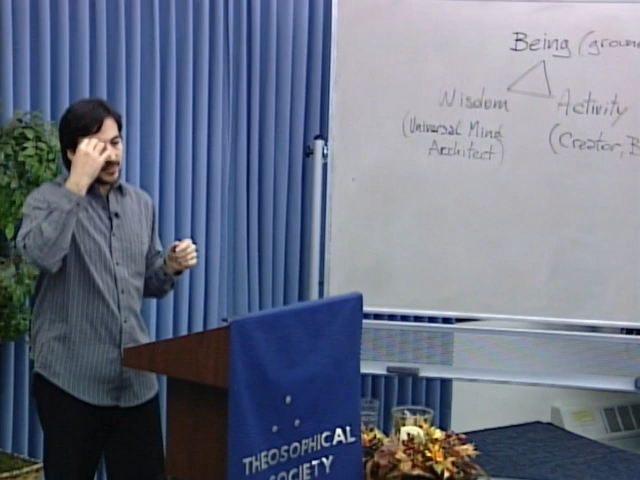 Being (groun
Wisdom
Activity
(Universal Mind
Architect)
(Creator, B
THEOSOPHICAL
SOCIETY